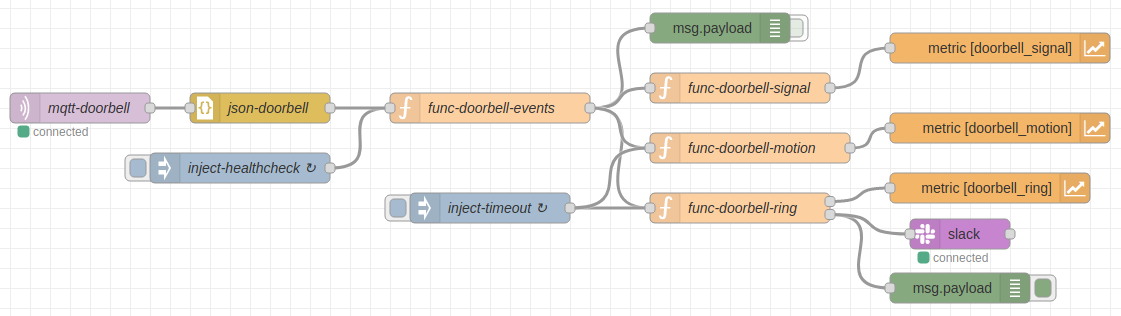 msg.payload
metric [doorbell_signal]
func-doorbell-signal
mqtt-doorbell
json-doorbell
func-doorbell-events
connected
metric [doorbell_motion]
func-doorbell-motion
inject-healthcheck ↻
metric [doorbell_ring]
inject-timeout ↻
func-doorbell-ring
slack
connected
msg.payload